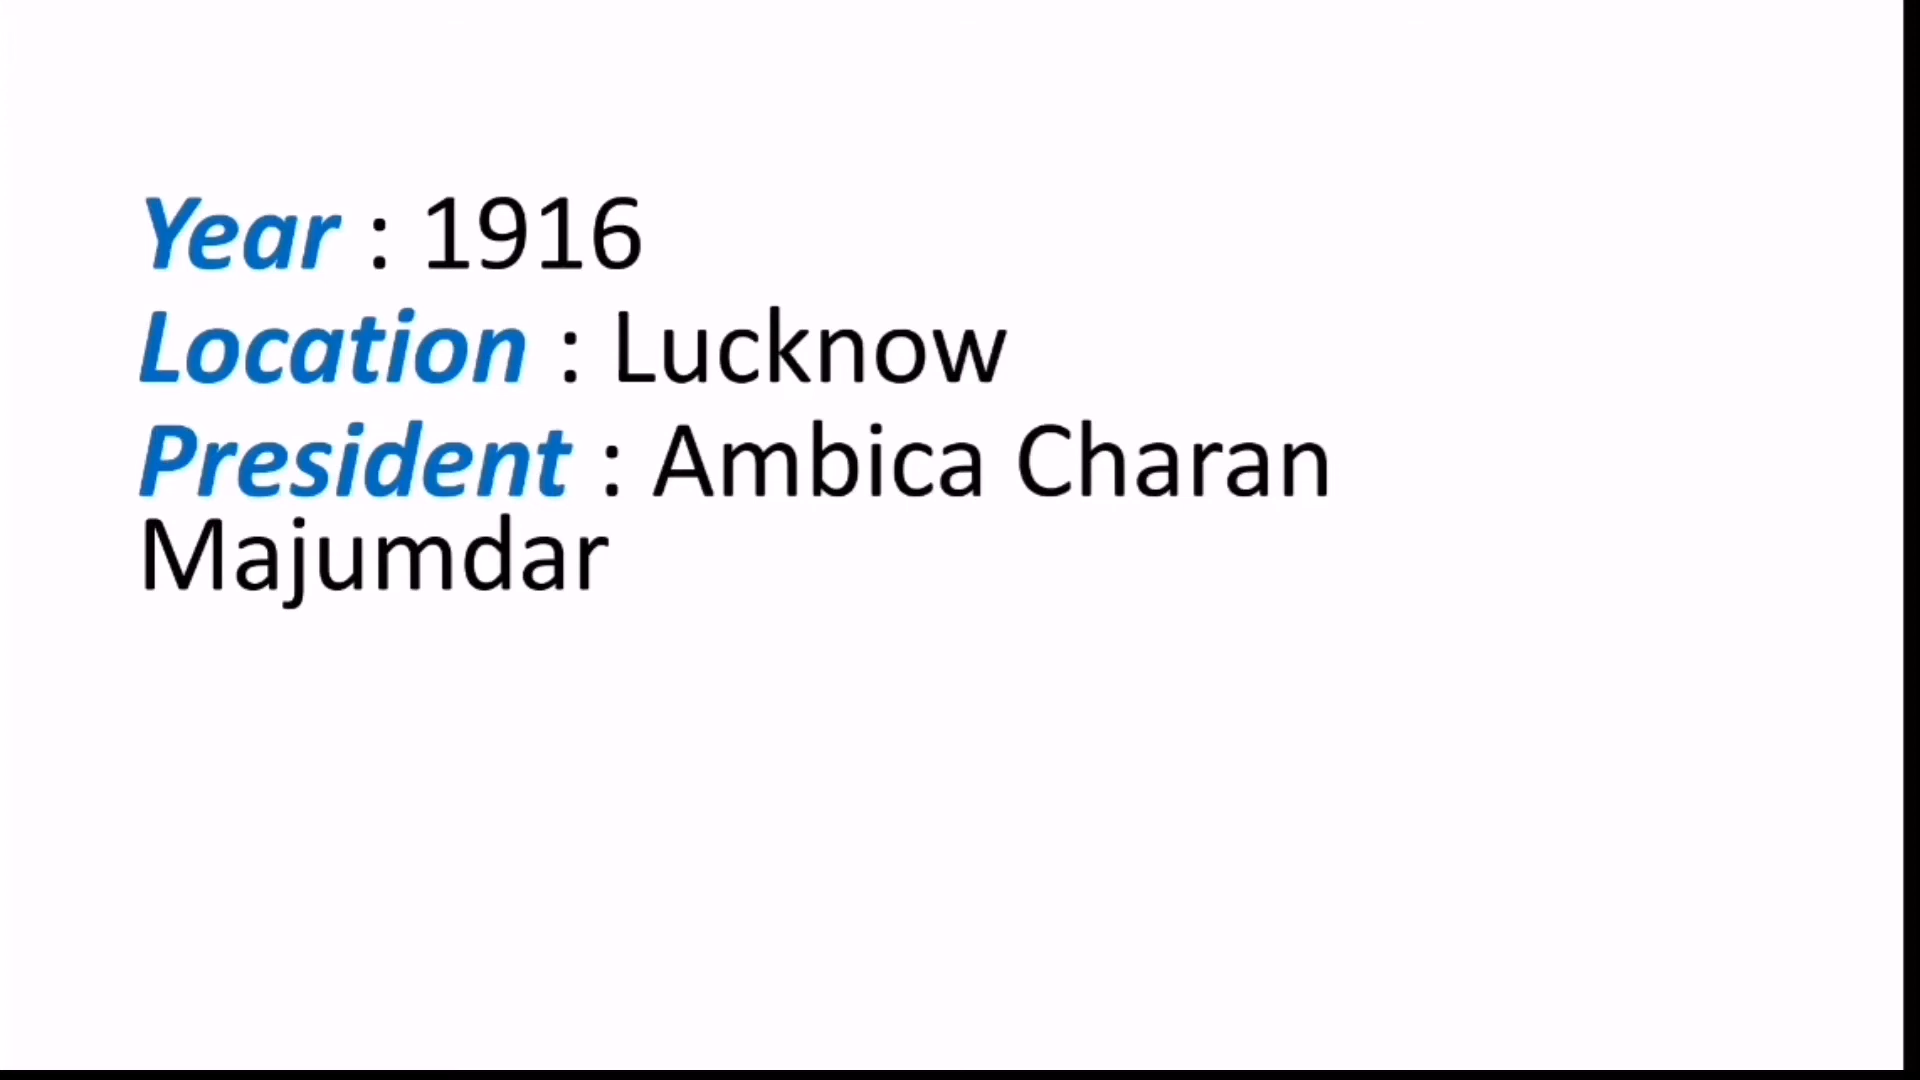 Year : 1916
Location : Lucknow
President : Ambica Charan
Majumdar